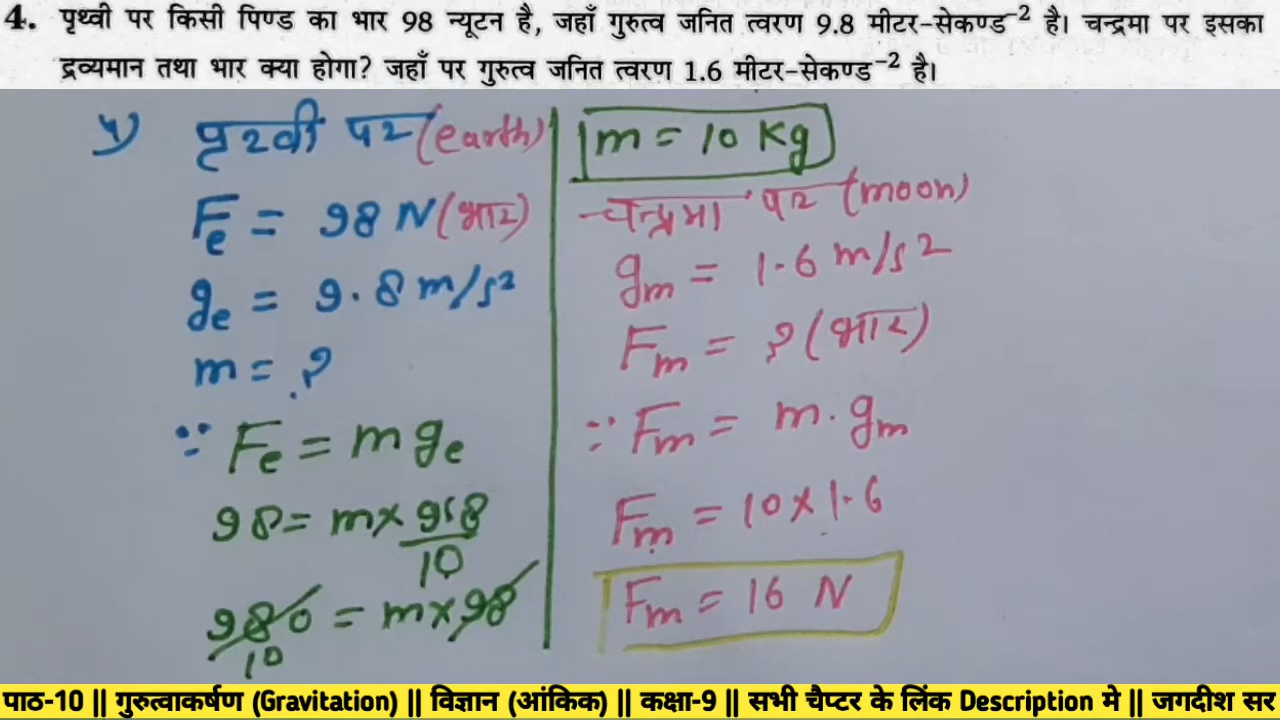 4. पृथ्वी पर किसी पिण्ड का भार 98 न्यूटन है, जहाँ गुरुत्व जनित त्वरण 9.8 मीटर-सेकण्ड⁻² है। चन्द्रमा पर इसका
द्रव्यमान तथा भार क्या होगा? जहाँ पर गुरुत्व जनित त्वरण 1.6 मीटर-सेकण्ड⁻² है।
4) पृथ्वी पर (earth)
Fe = 98 N (भार)
ge = 9.8 m/s²
m = ?
∵ Fe = m ge
98 = m × 9.8/10
980 = m × 98
10
m = 10 Kg
चन्द्रमा पर (moon)
gm = 1.6 m/s²
Fm = ? (भार)
∵ Fm = m. gm
Fm = 10 × 1.6
Fm = 16 N
पाठ-10 || गुरुत्वाकर्षण (Gravitation) || विज्ञान (आंकिक) || कक्षा-9 || सभी चैप्टर के लिंक Description मे || जगदीश सर